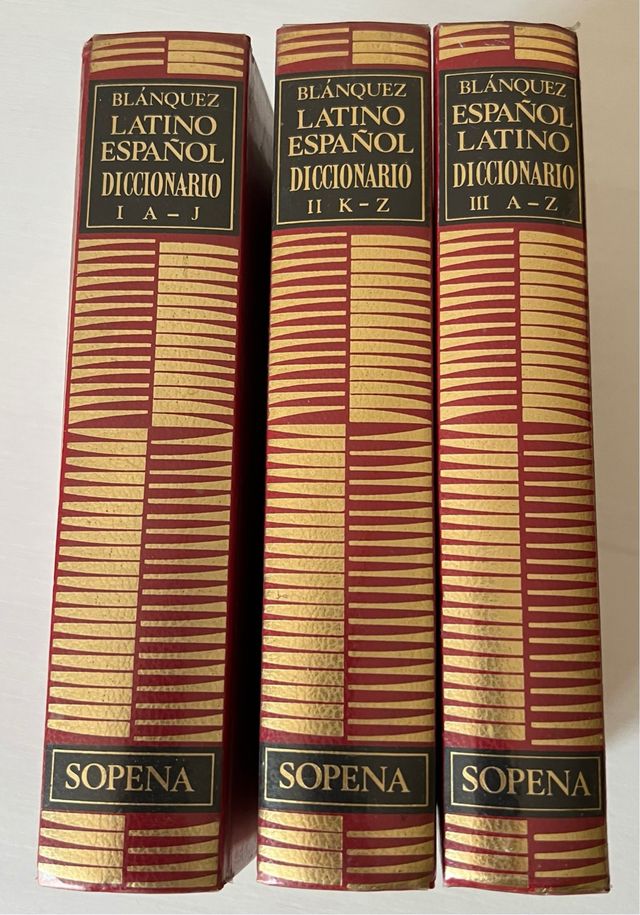 BLÁNQUEZ
LATINO
ESPAÑOL
DICCIONARIO
I A-J
SOPENA
BLÁNQUEZ
LATINO
ESPAÑOL
DICCIONARIO
II K-Z
SOPENA
BLÁNQUEZ
ESPAÑOL
LATINO
DICCIONARIO
III A-Z
SOPENA